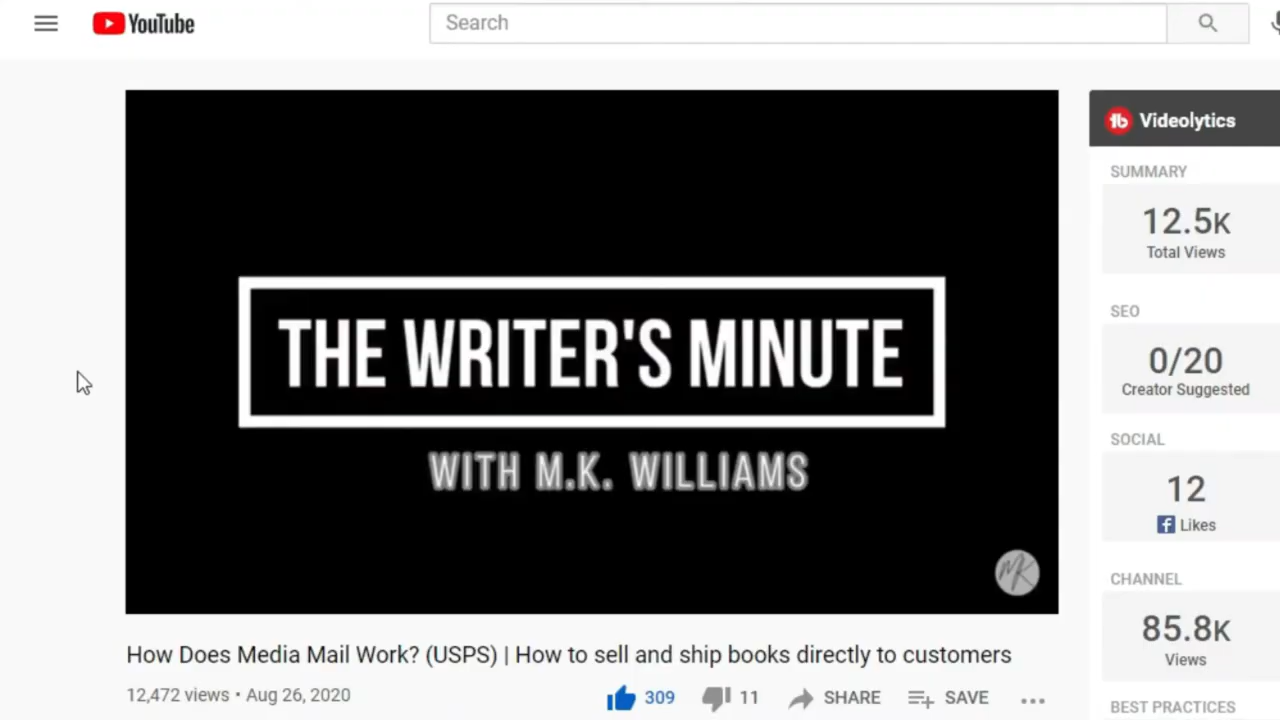 YouTube
Search
THE WRITER'S MINUTE
WITH M.K. WILLIAMS
MK
How Does Media Mail Work? (USPS) | How to sell and ship books directly to customers
12,472 views • Aug 26, 2020
309
11
SHARE
SAVE
tb Videolytics
SUMMARY
12.5K
Total Views
SEO
0/20
Creator Suggested
SOCIAL
12
f Likes
CHANNEL
85.8K
Views
BEST PRACTICES